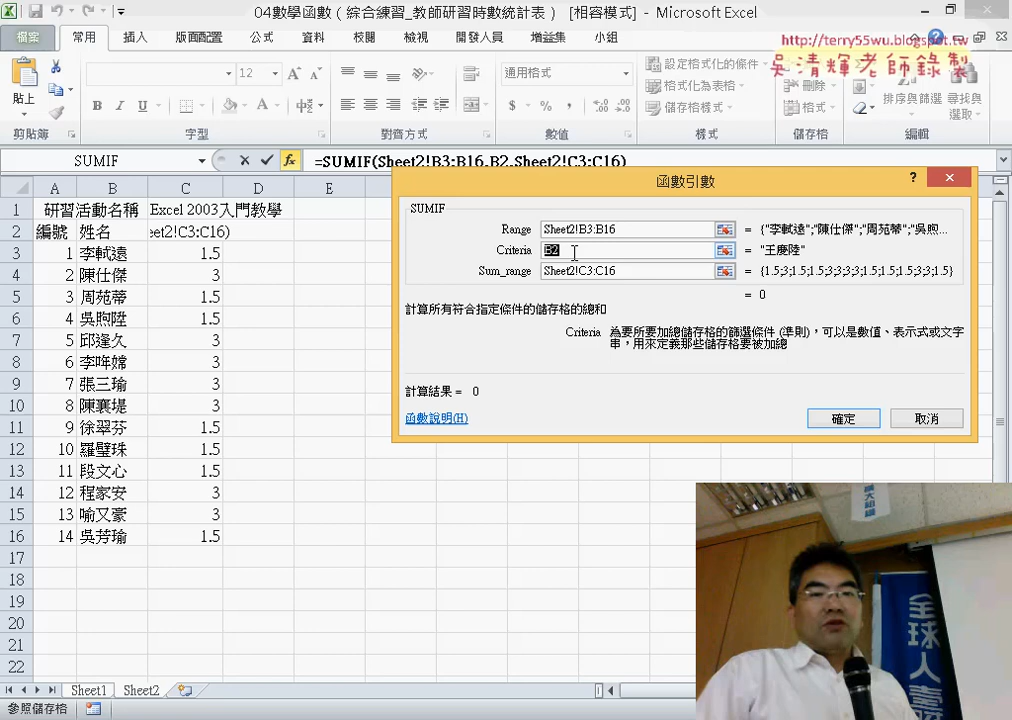 04數學函數（綜合練習_教師研習時數統計表）[相容模式] - Microsoft Excel
檔案 常用 插入 版面配置 公式 資料 校閱 檢視 開發人員 增益集 小組
http://terry55wu.blogspot.tw
吳清輝老師錄製
貼上
12
B I U
通用格式
$ % ,
設定格式化的條件
格式化為表格
儲存格樣式
刪除
格式
排序與篩選 尋找與選取
剪貼簿 字型 對齊方式 數值 樣式 儲存格 編輯
SUMIF
=SUMIF(Sheet2!B3:B16,B2,Sheet2!C3:C16)
A B C D E
1 研習活動名稱 Excel 2003入門教學
2 編號 姓名 eet2!C3:C16)
3 1 李軾遠 1.5
4 2 陳仕傑 3
5 3 周苑蒂 1.5
6 4 吳煦陞 1.5
7 5 邱逢久 3
8 6 李哖嫦 3
9 7 張三瑜 3
10 8 陳襄堤 3
11 9 徐翠芬 1.5
12 10 羅璧珠 1.5
13 11 段文心 1.5
14 12 程家安 3
15 13 喻又豪 3
16 14 吳芳瑜 1.5
17
18
19
20
21
22
函數引數
SUMIF
Range Sheet2!B3:B16 = {"李軾遠";"陳仕傑";"周苑蒂";"吳煦...
Criteria B2 = "王慶陸"
Sum_range Sheet2!C3:C16 = {1.5;3;1.5;1.5;3;3;3;3;1.5;1.5;1.5;3;3;1.5}
= 0
計算所有符合指定條件的儲存格的總和
Criteria 為要所要加總儲存格的篩選條件 (準則)，可以是數值、表示式或文字
串，用來定義那些儲存格要被加總
計算結果 = 0
函數說明(H)
確定 取消
Sheet1 Sheet2
參照儲存格
全球人壽